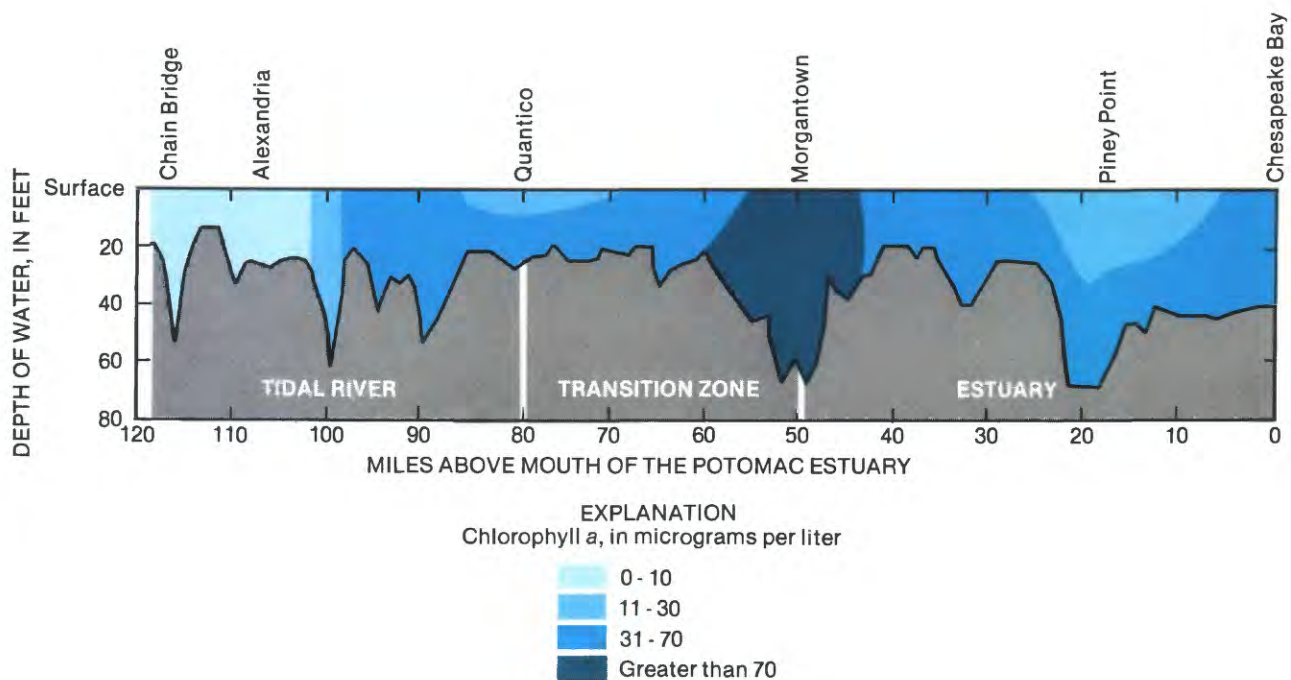 Chain Bridge
Alexandria
Quantico
Morgantown
Piney Point
Chesapeake Bay
DEPTH OF WATER, IN FEET
Surface
20
40
60
80
TIDAL RIVER
TRANSITION ZONE
ESTUARY
120 110 100 90 80 70 60 50 40 30 20 10 0
MILES ABOVE MOUTH OF THE POTOMAC ESTUARY
EXPLANATION
Chlorophyll a, in micrograms per liter
0 - 10
11 - 30
31 - 70
Greater than 70